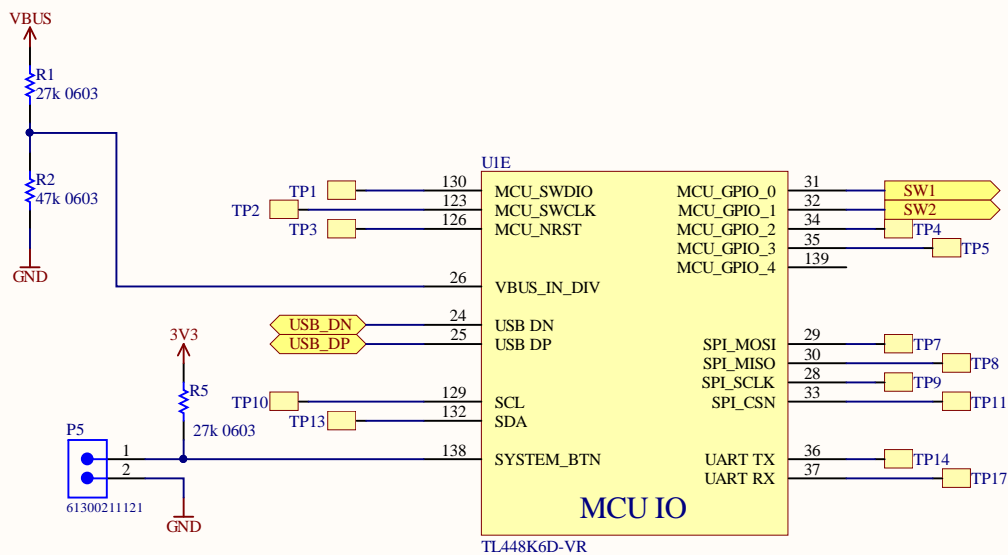 VBUS
R1
27k 0603
R2
47k 0603
GND
U1E
TP1
130
MCU_SWDIO
TP2
123
MCU_SWCLK
TP3
126
MCU_NRST
26
VBUS_IN_DIV
USB_DN
24
USB DN
USB_DP
25
USB DP
TP10
129
SCL
TP13
132
SDA
138
SYSTEM_BTN
MCU_GPIO_0
31
SW1
MCU_GPIO_1
32
SW2
MCU_GPIO_2
34
TP4
MCU_GPIO_3
35
TP5
MCU_GPIO_4
139
SPI_MOSI
29
TP7
SPI_MISO
30
TP8
SPI_SCLK
28
TP9
SPI_CSN
33
TP11
UART TX
36
TP14
UART RX
37
TP17
MCU IO
TL448K6D-VR
3V3
R5
27k 0603
P5
1
2
61300211121
GND